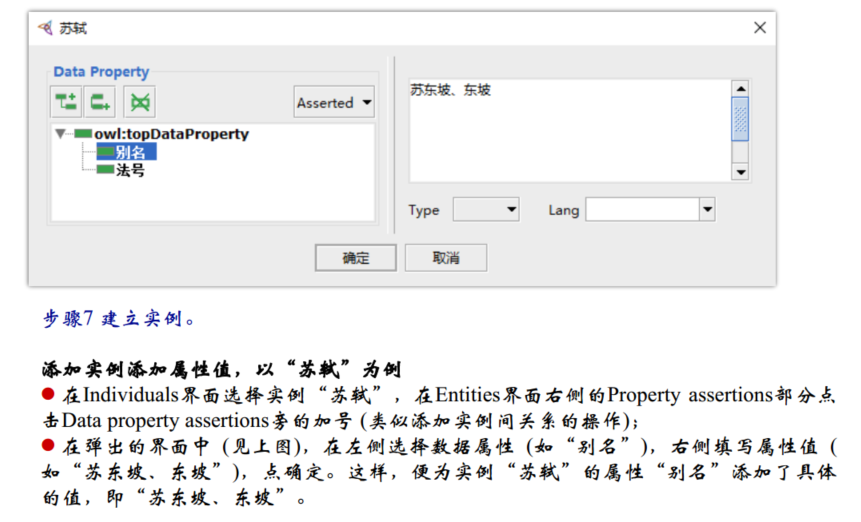 苏轼
Data Property
Asserted
owl:topDataProperty
别名
法号
苏东坡、东坡
Type
Lang
确定
取消
步骤7 建立实例。
添加实例添加属性值，以“苏轼”为例
● 在Individuals界面选择实例“苏轼”，在Entities界面右侧的Property assertions部分点
击Data property assertions旁的加号 (类似添加实例间关系的操作)；
● 在弹出的界面中 (见上图)，在左侧选择数据属性 (如“别名”)，右侧填写属性值 (
如“苏东坡、东坡”)，点确定。这样，便为实例“苏轼”的属性“别名”添加了具体
的值，即“苏东坡、东坡”。